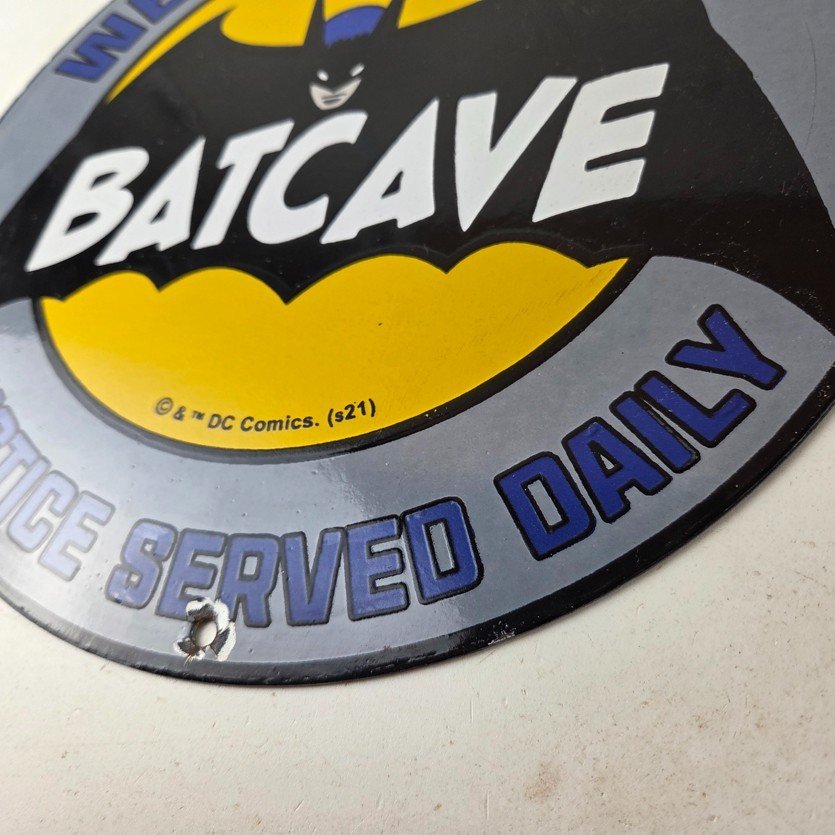 BATCAVE
© & ™ DC Comics. (s21)
SERVED DAILY